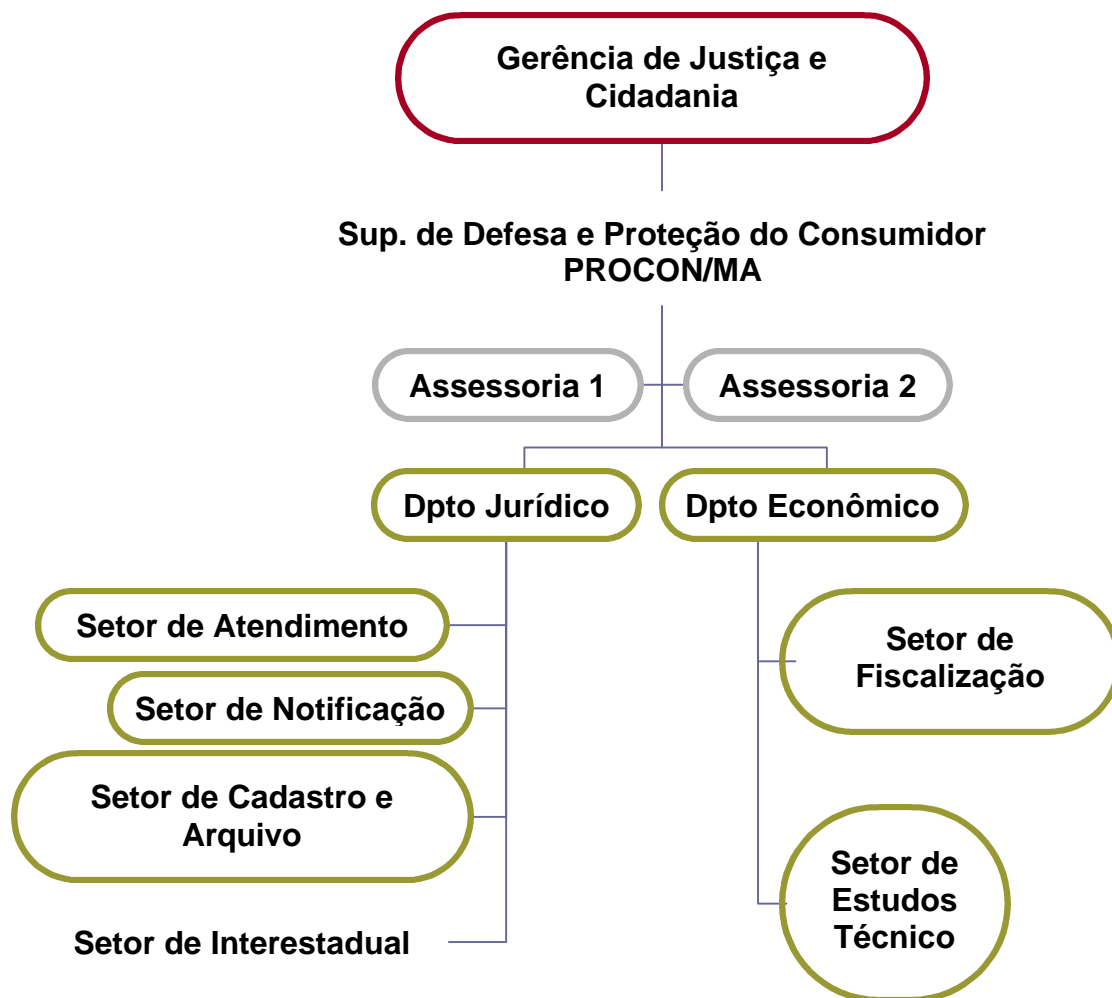 Gerência de Justiça e
Cidadania
Sup. de Defesa e Proteção do Consumidor
PROCON/MA
Assessoria 1
Assessoria 2
Dpto Jurídico
Dpto Econômico
Setor de Atendimento
Setor de Notificação
Setor de Cadastro e
Arquivo
Setor de Interestadual
Setor de
Fiscalização
Setor de
Estudos
Técnico